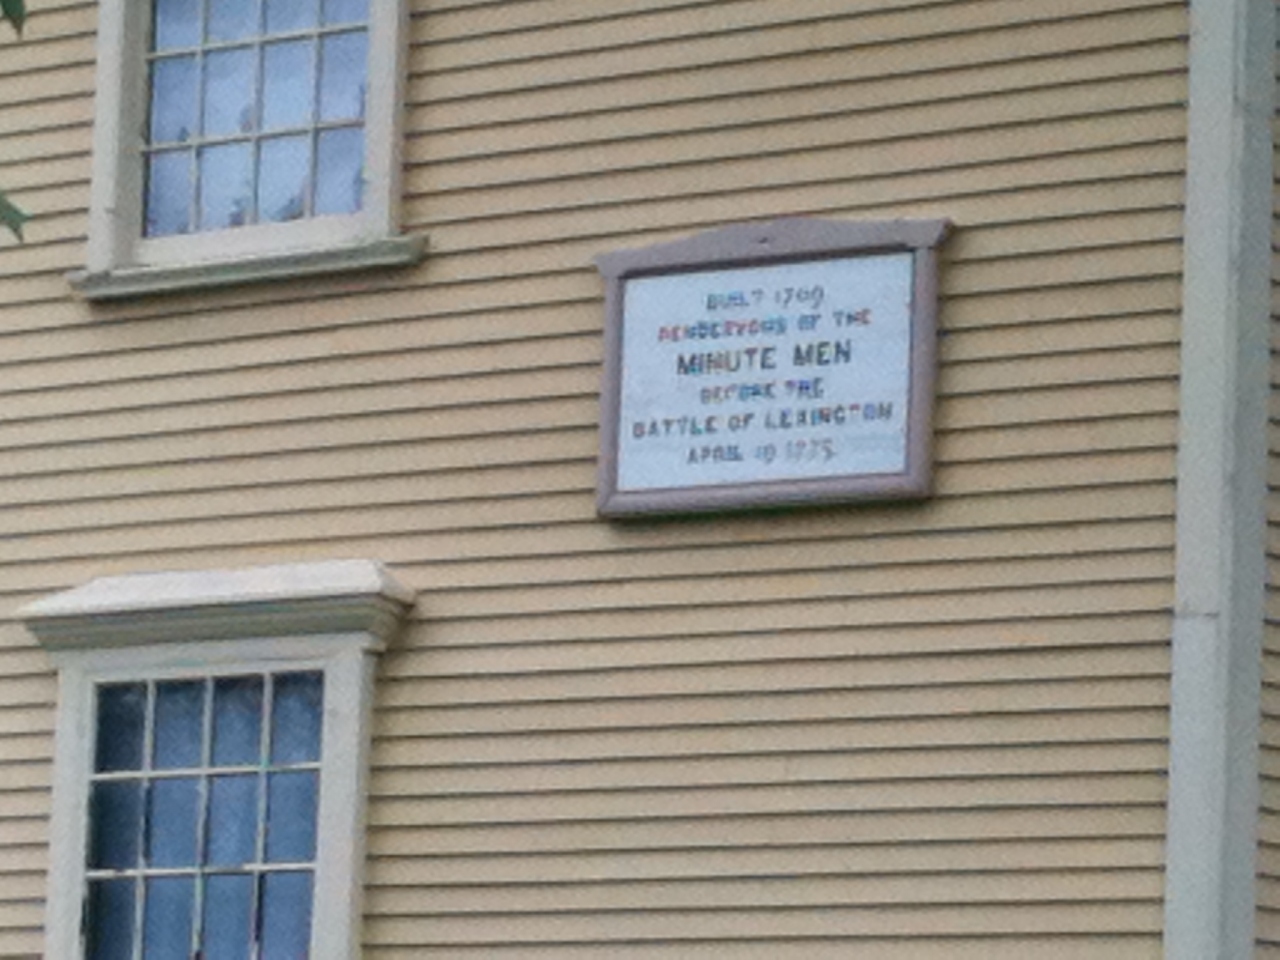 BUILT 1709
RENDEZVOUS OF THE
MINUTE MEN
BEFORE THE
BATTLE OF LEXINGTON
APRIL 19 1775